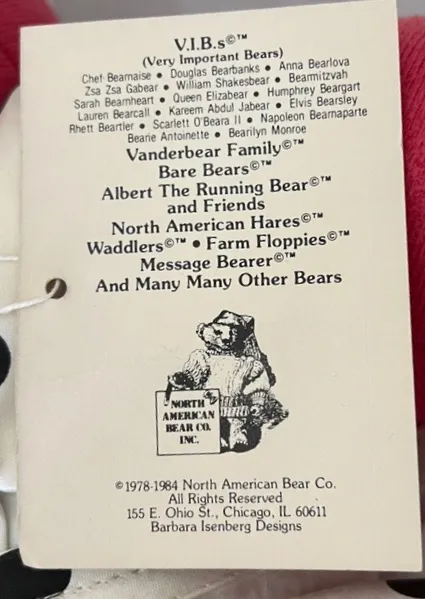 V.I.B.s©™
(Very Important Bears)
Chef Bearnaise • Douglas Bearbanks • Anna Bearlova
Zsa Zsa Gabear • William Shakesbear • Bearmitzvah
Sarah Bearnheart • Queen Elizabear • Humphrey Beargart
Lauren Bearcall • Kareem Abdul Jabear • Elvis Bearsley
Rhett Beartler • Scarlett O'Beara II • Napoleon Bearnaparte
Bearie Antoinette • Bearilyn Monroe
Vanderbear Family©™
Bare Bears©™
Albert The Running Bear©™
and Friends
North American Hares©™
Waddlers©™ • Farm Floppies©™
Message Bearer©™
And Many Many Other Bears
NORTH
AMERICAN
BEAR CO.
INC.
©1978-1984 North American Bear Co.
All Rights Reserved
155 E. Ohio St., Chicago, IL 60611
Barbara Isenberg Designs